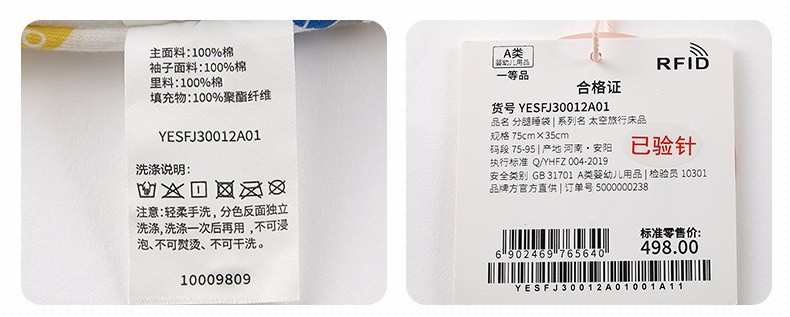 主面料:100%棉
袖子面料:100%棉
里料:100%棉
填充物:100%聚酯纤维
YESFJ30012A01
洗涤说明:
注意:轻柔手洗,分色反面独立
洗涤,洗涤一次后再用,不可浸
泡、不可熨烫、不可干洗。
10009809
A类
婴幼儿用品
一等品
RFID
合格证
货号 YESFJ30012A01
品名 分腿睡袋 | 系列名 太空旅行床品
规格 75cm×35cm
码段 75-95 | 产地 河南·安阳
已验针
执行标准 Q/YHFZ 004-2019
安全类别 GB 31701 A类婴幼儿用品 | 检验员 10301
品牌方官方直供 | 订单号 5000000238
标准零售价:
498.00
6 902469 765640
YESFJ30012A01001A11